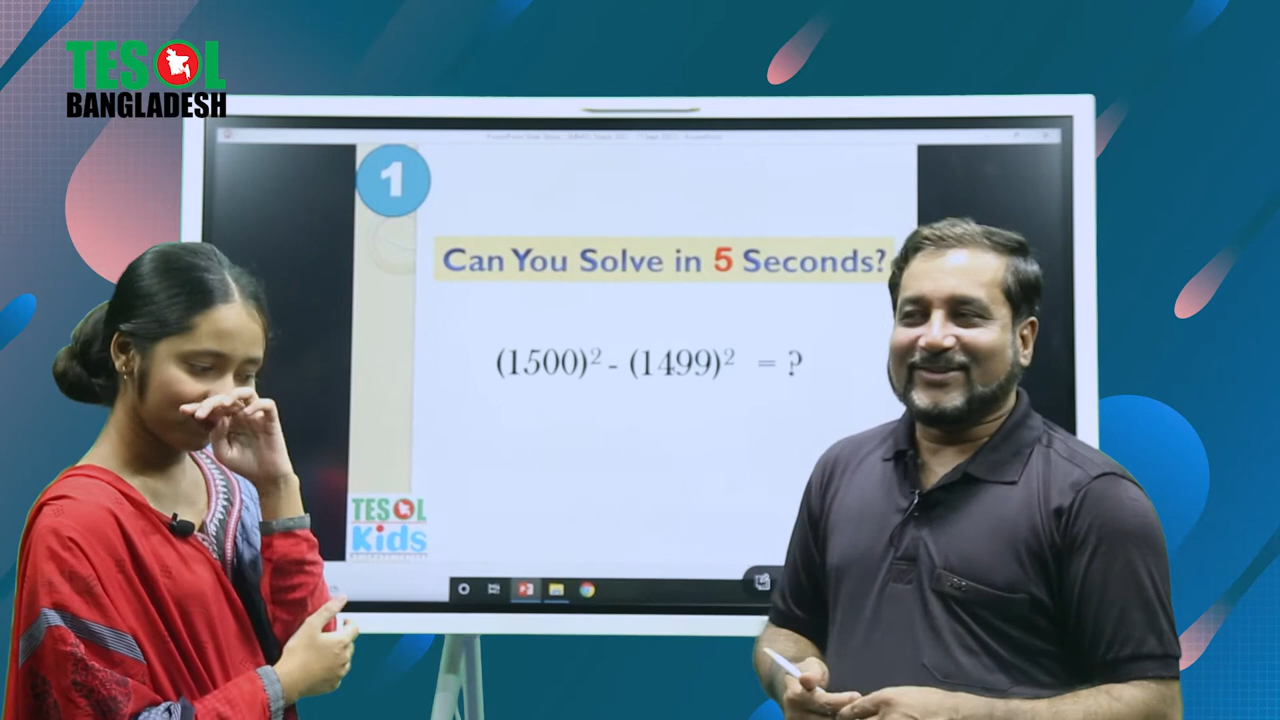 TESOL
BANGLADESH
1
Can You Solve in 5 Seconds?
(1500)² - (1499)² = ?
TESOL
Kids